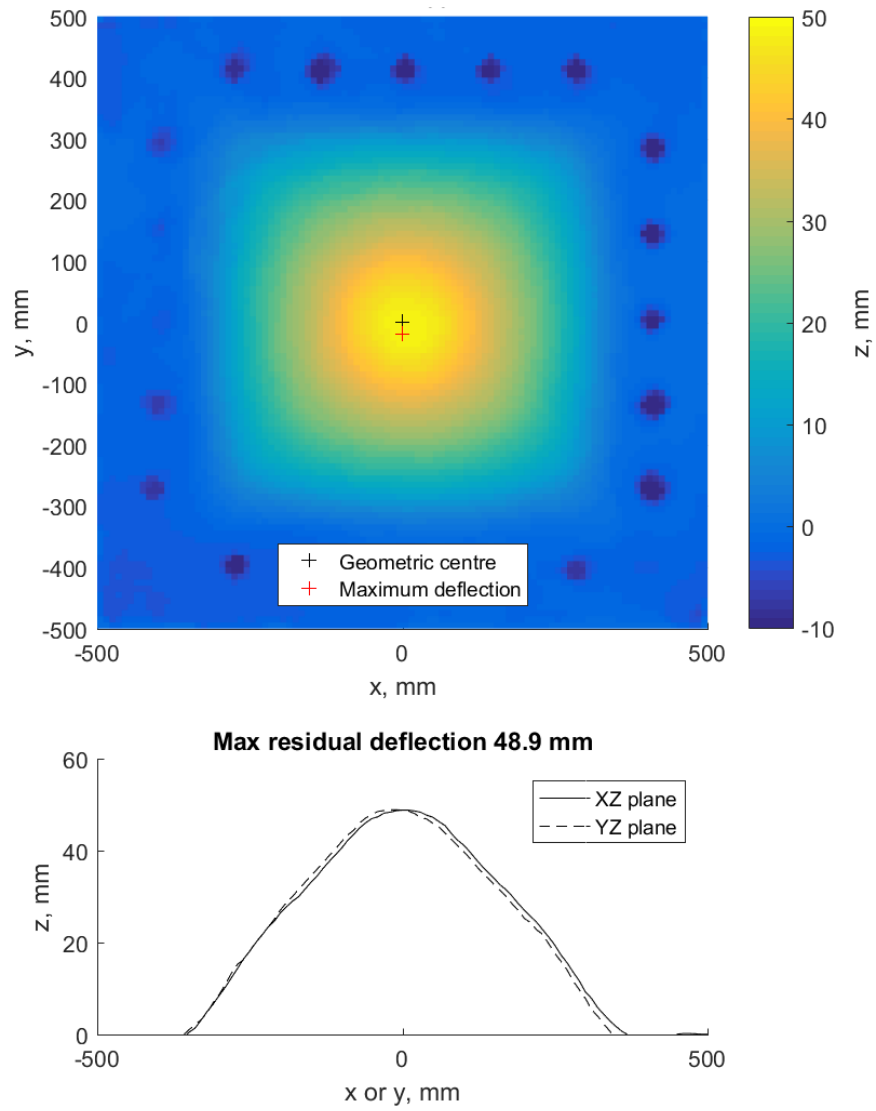 500
400
300
200
100
0
-100
-200
-300
-400
-500
y, mm
-500
0
500
x, mm
Geometric centre
Maximum deflection
50
40
30
20
10
0
-10
z, mm
Max residual deflection 48.9 mm
60
40
20
0
z, mm
-500
0
500
x or y, mm
XZ plane
YZ plane